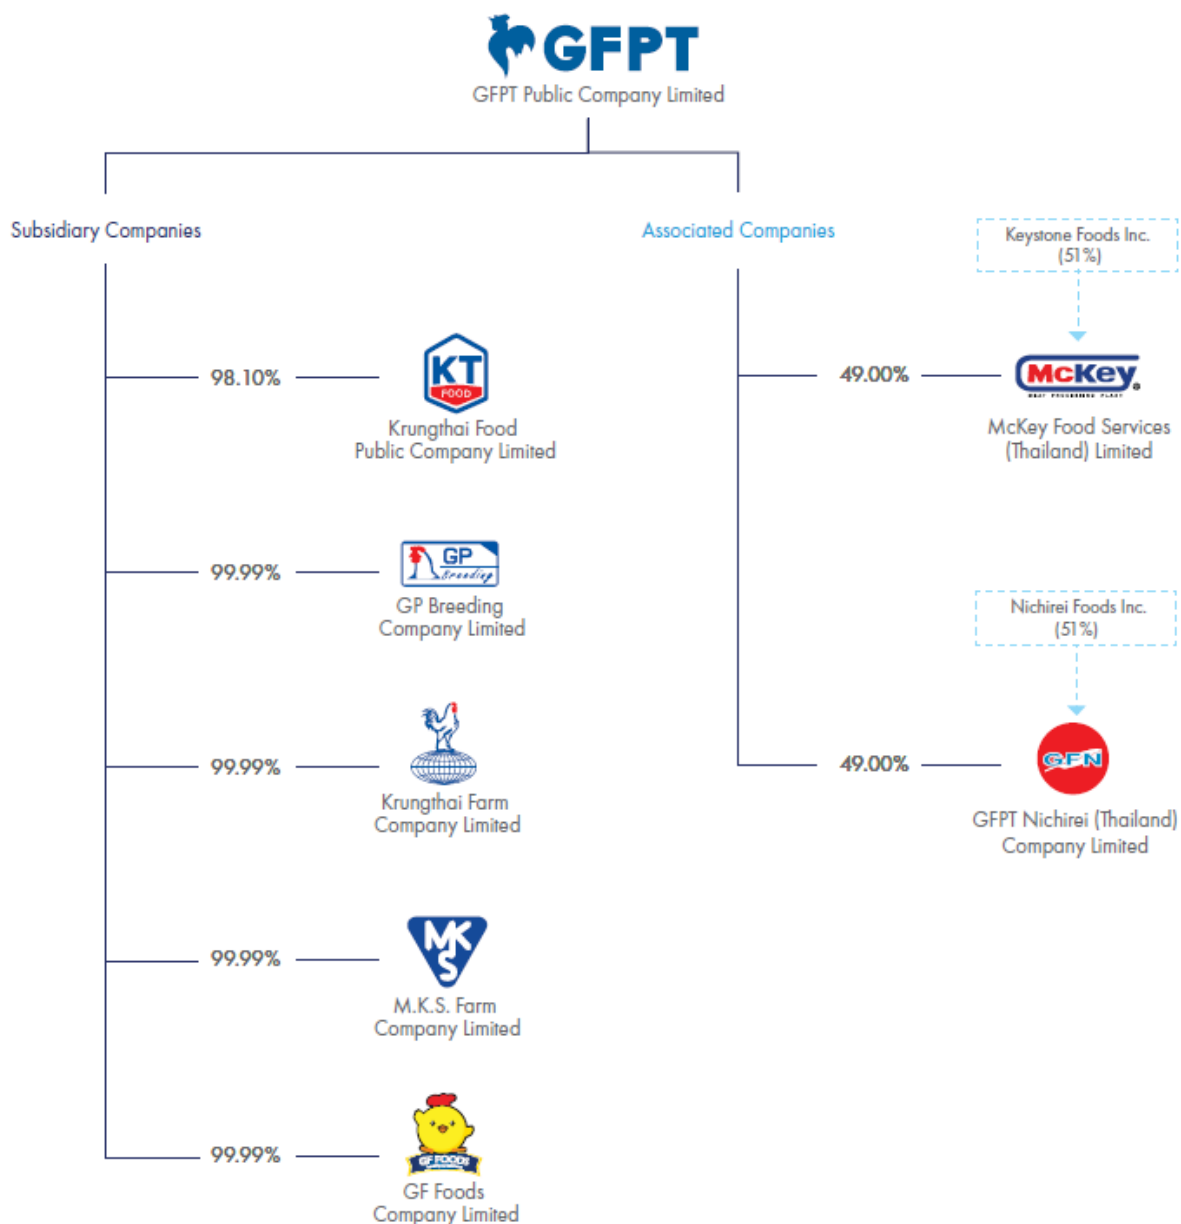 GFPT
GFPT Public Company Limited
Subsidiary Companies
Associated Companies
Keystone Foods Inc.
(51%)
98.10%
KT
FOOD
Krungthai Food
Public Company Limited
49.00%
McKey
McKey Food Services
(Thailand) Limited
99.99%
GP
Breeding
GP Breeding
Company Limited
Nichirei Foods Inc.
(51%)
99.99%
Krungthai Farm
Company Limited
49.00%
GFN
GFPT Nichirei (Thailand)
Company Limited
99.99%
MK
S
M.K.S. Farm
Company Limited
99.99%
GF FOODS
GF Foods
Company Limited